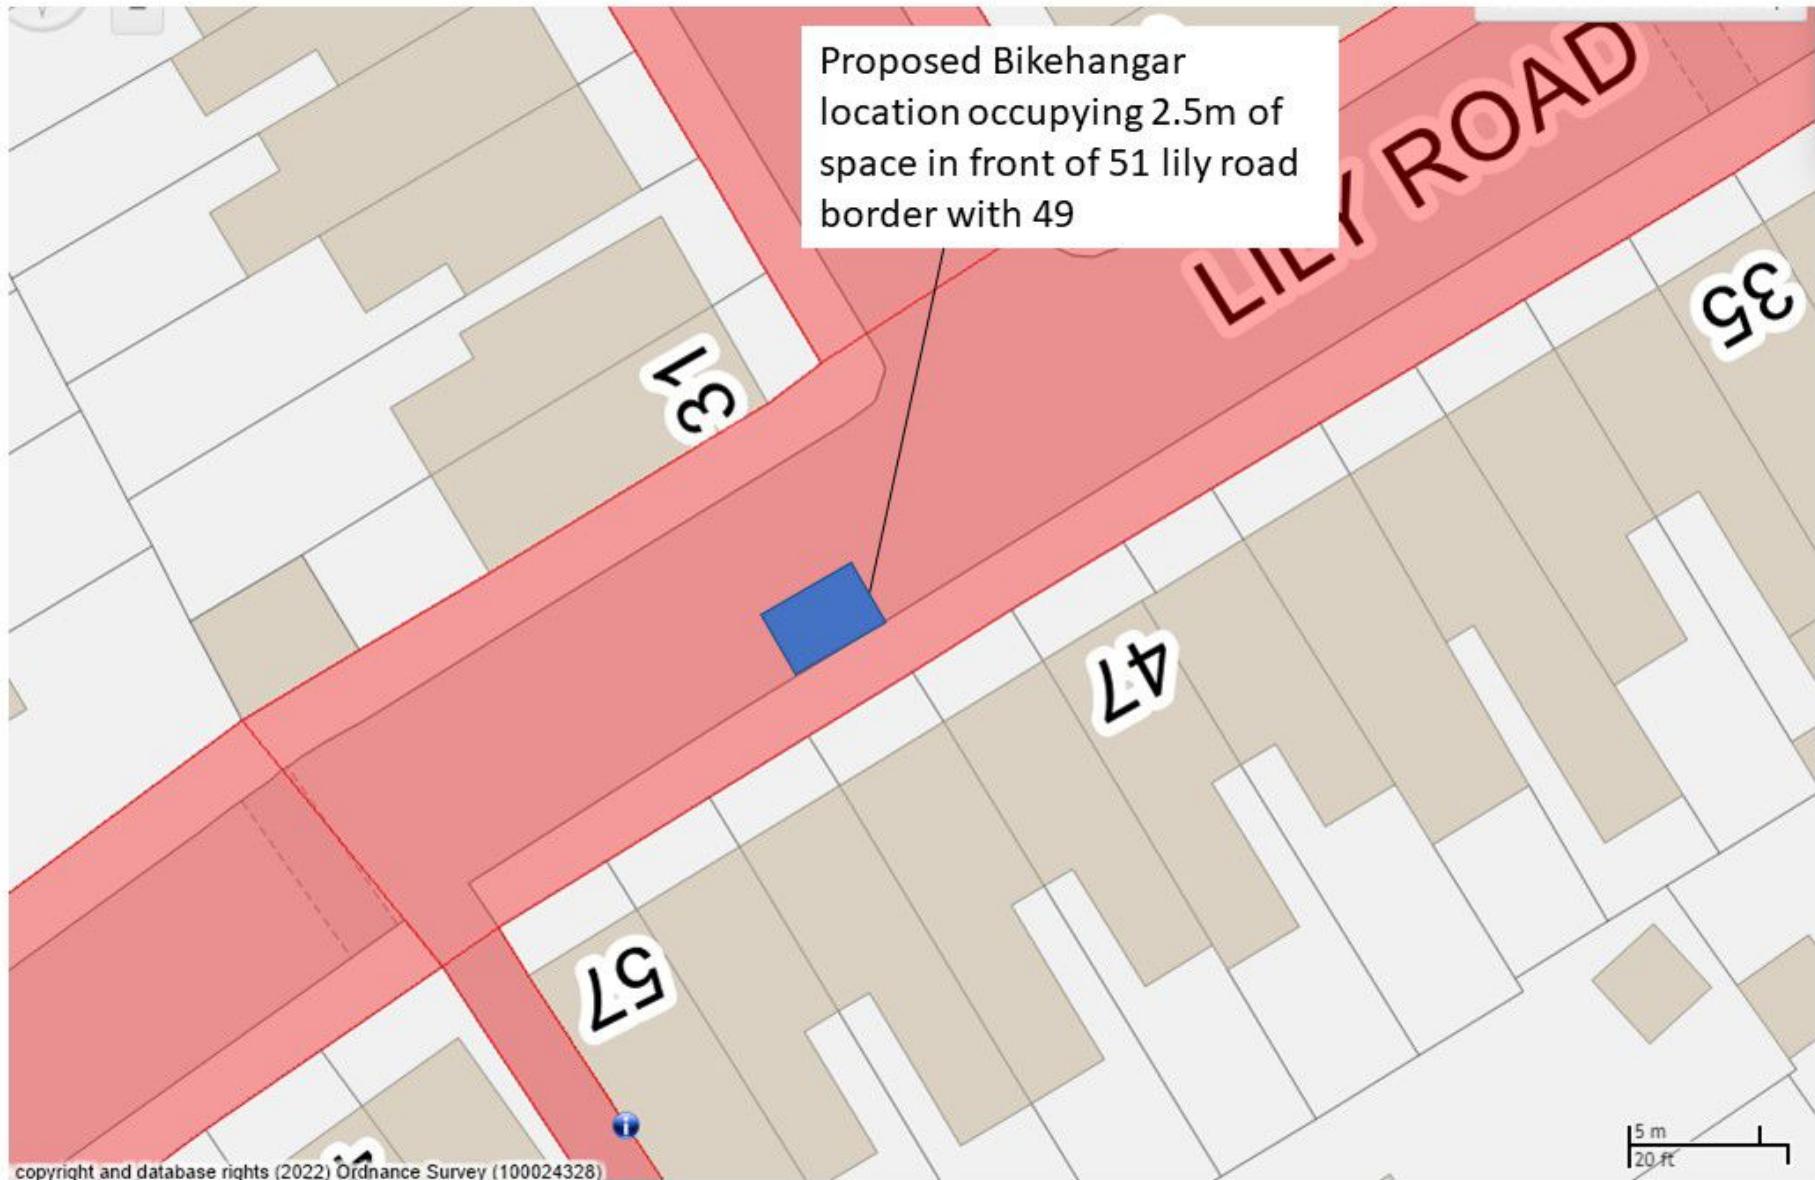 Proposed Bikehangar
location occupying 2.5m of
space in front of 51 lily road
border with 49
LILY ROAD
35
31
47
57
5 m
20 ft
copyright and database rights (2022) Ordnance Survey (100024328)